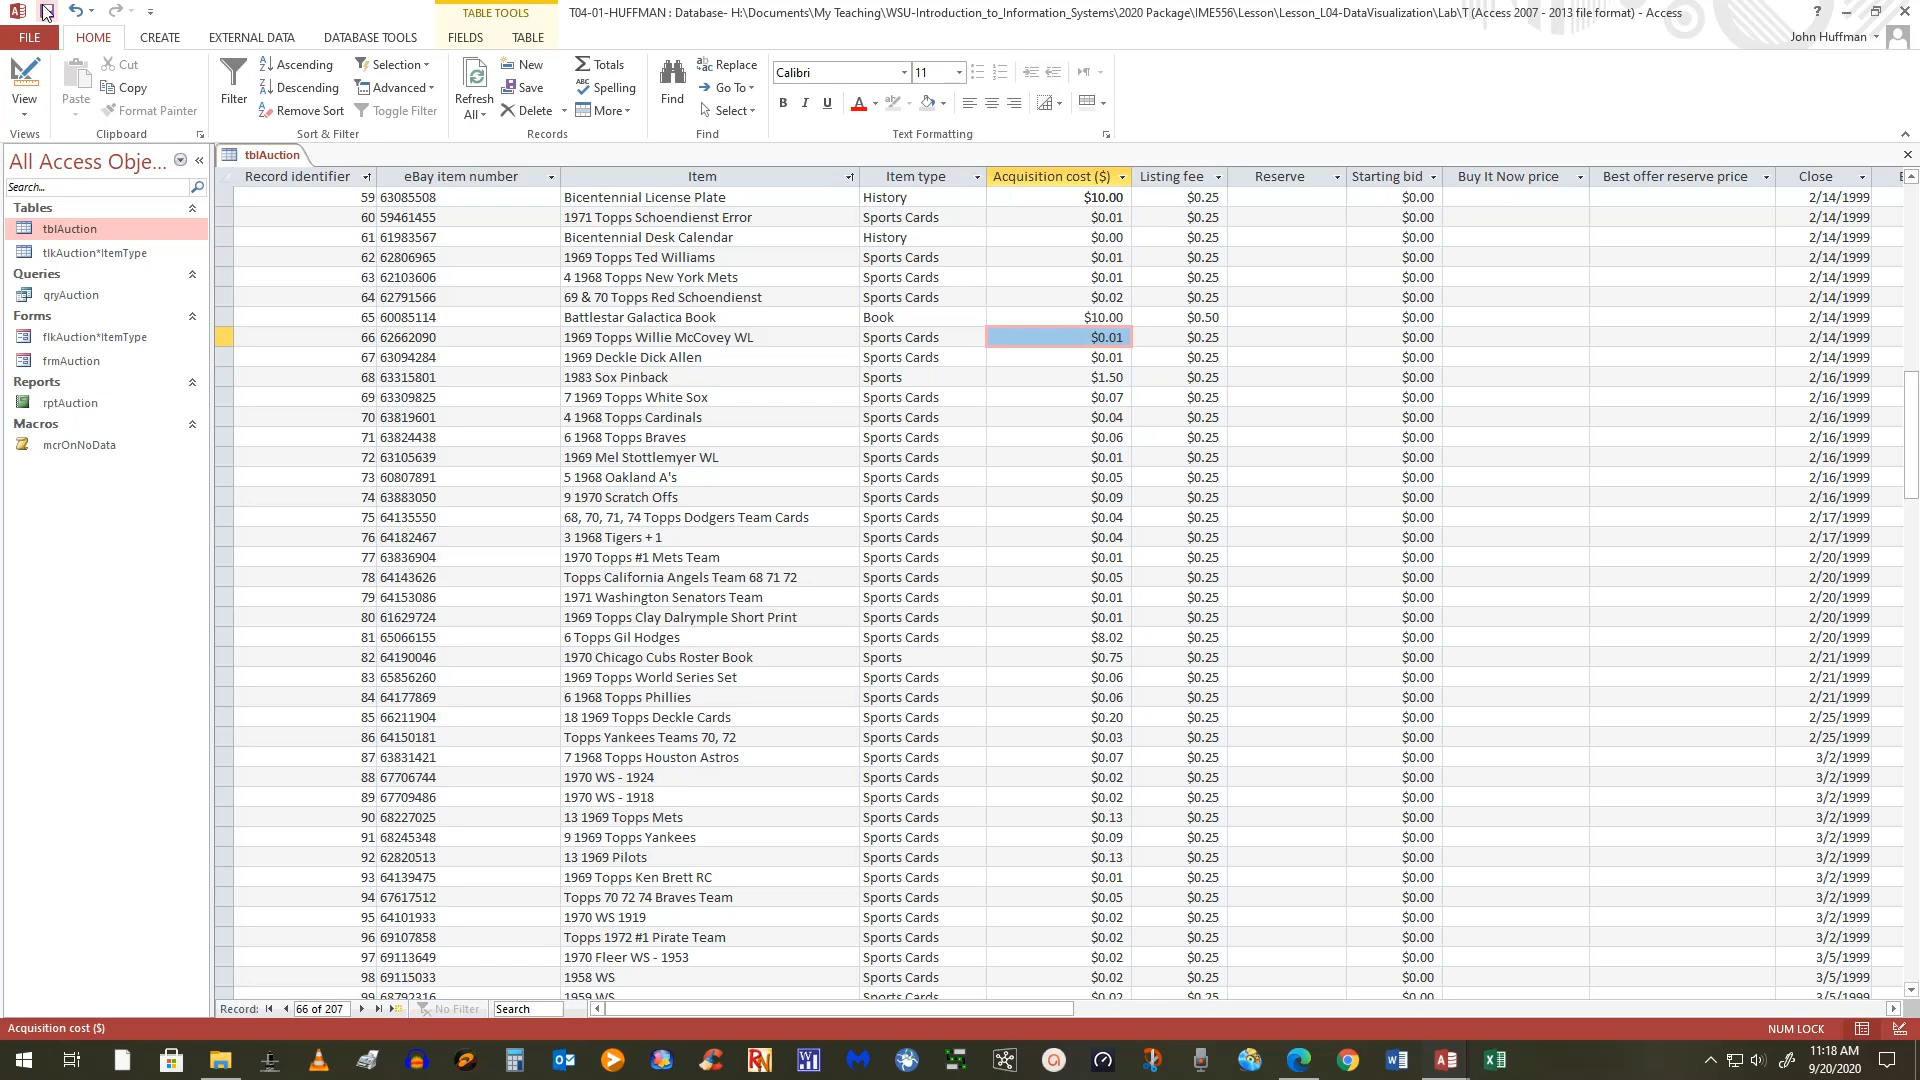 TABLE TOOLS
T04-01-HUFFMAN : Database- H:\Documents\My Teaching\WSU-Introduction_to_Information_Systems\2020 Package\IME556\Lesson\Lesson_L04-DataVisualization\Lab\T (Access 2007 - 2013 file format) - Access
FILE HOME CREATE EXTERNAL DATA DATABASE TOOLS FIELDS TABLE John Huffman
View Paste Cut Copy Format Painter
Filter Ascending Descending Remove Sort Selection Advanced Toggle Filter
Refresh All New Save Delete Totals Spelling More
Find Replace Go To Select
Calibri 11
B I U A
Views Clipboard Sort & Filter Records Find Text Formatting
All Access Obje...
Search...
Tables
tblAuction
tlkAuction*ItemType
Queries
qryAuction
Forms
flkAuction*ItemType
frmAuction
Reports
rptAuction
Macros
mcrOnNoData
tblAuction
Record identifier eBay item number Item Item type Acquisition cost ($) Listing fee Reserve Starting bid Buy It Now price Best offer reserve price Close
59 63085508 Bicentennial License Plate History $10.00 $0.25 $0.00 2/14/1999
60 59461455 1971 Topps Schoendienst Error Sports Cards $0.01 $0.25 $0.00 2/14/1999
61 61983567 Bicentennial Desk Calendar History $0.00 $0.25 $0.00 2/14/1999
62 62806965 1969 Topps Ted Williams Sports Cards $0.01 $0.25 $0.00 2/14/1999
63 62103606 4 1968 Topps New York Mets Sports Cards $0.01 $0.25 $0.00 2/14/1999
64 62791566 69 & 70 Topps Red Schoendienst Sports Cards $0.02 $0.25 $0.00 2/14/1999
65 60085114 Battlestar Galactica Book Book $10.00 $0.50 $0.00 2/14/1999
66 62662090 1969 Topps Willie McCovey WL Sports Cards $0.01 $0.25 $0.00 2/14/1999
67 63094284 1969 Deckle Dick Allen Sports Cards $0.01 $0.25 $0.00 2/14/1999
68 63315801 1983 Sox Pinback Sports $1.50 $0.25 $0.00 2/16/1999
69 63309825 7 1969 Topps White Sox Sports Cards $0.07 $0.25 $0.00 2/16/1999
70 63819601 4 1968 Topps Cardinals Sports Cards $0.04 $0.25 $0.00 2/16/1999
71 63824438 6 1968 Topps Braves Sports Cards $0.06 $0.25 $0.00 2/16/1999
72 63105639 1969 Mel Stottlemyer WL Sports Cards $0.01 $0.25 $0.00 2/16/1999
73 60807891 5 1968 Oakland A's Sports Cards $0.05 $0.25 $0.00 2/16/1999
74 63883050 9 1970 Scratch Offs Sports Cards $0.09 $0.25 $0.00 2/16/1999
75 64135550 68, 70, 71, 74 Topps Dodgers Team Cards Sports Cards $0.04 $0.25 $0.00 2/17/1999
76 64182467 3 1968 Tigers + 1 Sports Cards $0.04 $0.25 $0.00 2/17/1999
77 63836904 1970 Topps #1 Mets Team Sports Cards $0.01 $0.25 $0.00 2/20/1999
78 64143626 Topps California Angels Team 68 71 72 Sports Cards $0.05 $0.25 $0.00 2/20/1999
79 64153086 1971 Washington Senators Team Sports Cards $0.01 $0.25 $0.00 2/20/1999
80 61629724 1969 Topps Clay Dalrymple Short Print Sports Cards $0.01 $0.25 $0.00 2/20/1999
81 65066155 6 Topps Gil Hodges Sports Cards $8.02 $0.25 $0.00 2/20/1999
82 64190046 1970 Chicago Cubs Roster Book Sports $0.75 $0.25 $0.00 2/21/1999
83 65856260 1969 Topps World Series Set Sports Cards $0.06 $0.25 $0.00 2/21/1999
84 64177869 6 1968 Topps Phillies Sports Cards $0.06 $0.25 $0.00 2/21/1999
85 66211904 18 1969 Topps Deckle Cards Sports Cards $0.20 $0.25 $0.00 2/25/1999
86 64150181 Topps Yankees Teams 70, 72 Sports Cards $0.03 $0.25 $0.00 2/25/1999
87 63831421 7 1968 Topps Houston Astros Sports Cards $0.07 $0.25 $0.00 3/2/1999
88 67706744 1970 WS - 1924 Sports Cards $0.02 $0.25 $0.00 3/2/1999
89 67709486 1970 WS - 1918 Sports Cards $0.02 $0.25 $0.00 3/2/1999
90 68227025 13 1969 Topps Mets Sports Cards $0.13 $0.25 $0.00 3/2/1999
91 68245348 9 1969 Topps Yankees Sports Cards $0.09 $0.25 $0.00 3/2/1999
92 62820513 13 1969 Pilots Sports Cards $0.13 $0.25 $0.00 3/2/1999
93 64139475 1969 Topps Ken Brett RC Sports Cards $0.01 $0.25 $0.00 3/2/1999
94 67617512 Topps 70 72 74 Braves Team Sports Cards $0.05 $0.25 $0.00 3/2/1999
95 64101933 1970 WS 1919 Sports Cards $0.02 $0.25 $0.00 3/2/1999
96 69107858 Topps 1972 #1 Pirate Team Sports Cards $0.02 $0.25 $0.00 3/2/1999
97 69113649 1970 Fleer WS - 1953 Sports Cards $0.02 $0.25 $0.00 3/5/1999
98 69115033 1958 WS Sports Cards $0.02 $0.25 $0.00 3/5/1999
99 68792316 1959 WS Sports Cards $0.02 $0.25 $0.00 3/5/1999
Record: 66 of 207 No Filter Search
Acquisition cost ($) NUM LOCK
11:18 AM
9/20/2020